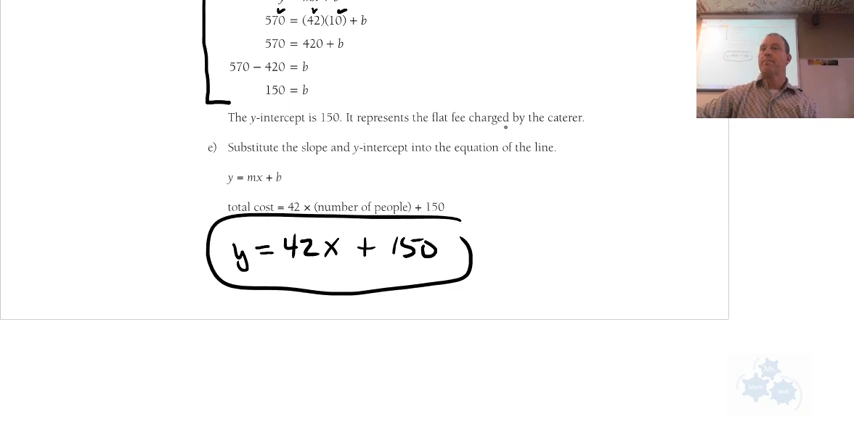 570 = (42)(10) + b
570 = 420 + b
570 − 420 = b
150 = b
The y-intercept is 150. It represents the flat fee charged by the caterer.
e) Substitute the slope and y-intercept into the equation of the line.
y = mx + b
total cost = 42 × (number of people) + 150
y = 42x + 150